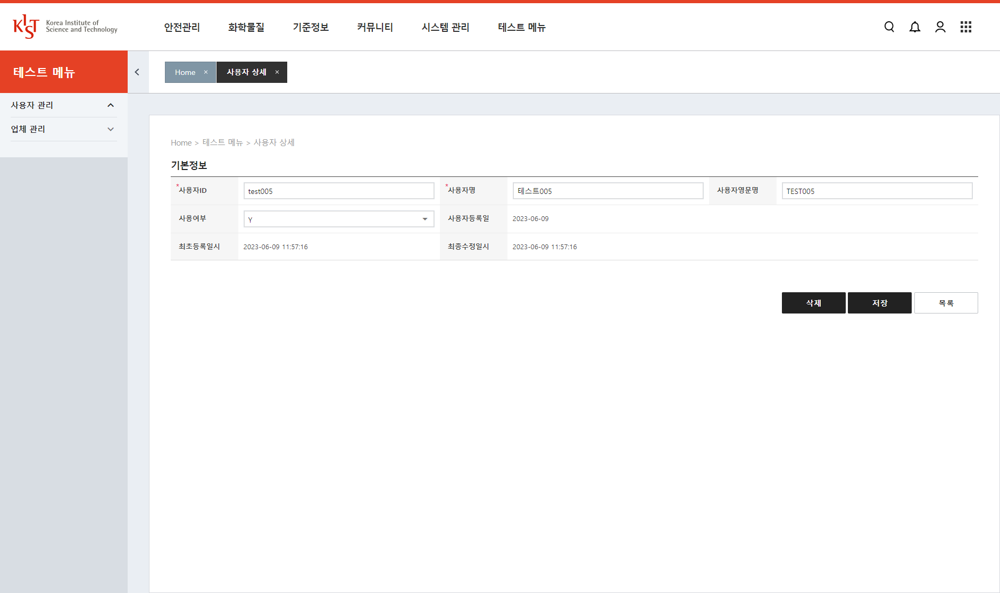 KIST Korea Institute of
Science and Technology
안전관리 화학물질 기준정보 커뮤니티 시스템 관리 테스트 메뉴
테스트 메뉴
Home × 사용자 상세 ×
사용자 관리
업체 관리
Home > 테스트 메뉴 > 사용자 상세
기본정보
*사용자ID test005 *사용자명 테스트005 사용자영문명 TEST005
사용여부 Y 사용자등록일 2023-06-09
최초등록일시 2023-06-09 11:57:16 최종수정일시 2023-06-09 11:57:16
삭제 저장 목록